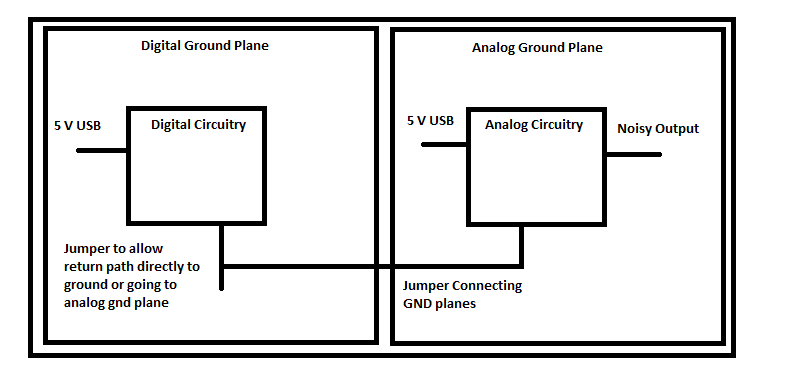 Digital Ground Plane
Analog Ground Plane
5 V USB
Digital Circuitry
5 V USB
Analog Circuitry
Noisy Output
Jumper to allow
return path directly to
ground or going to
analog gnd plane
Jumper Connecting
GND planes